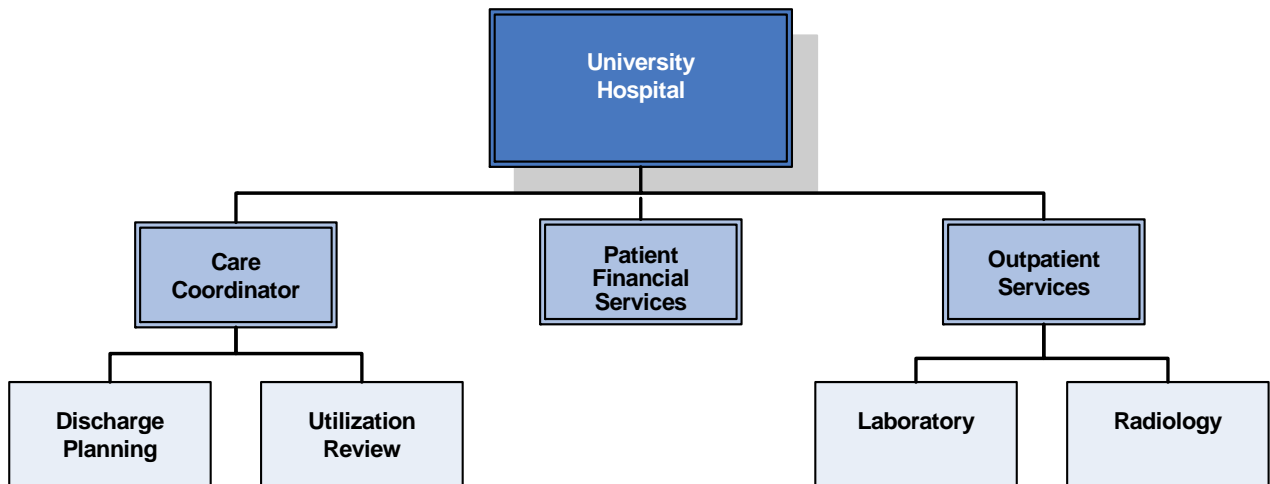 University
Hospital
Care
Coordinator
Patient
Financial
Services
Outpatient
Services
Discharge
Planning
Utilization
Review
Laboratory
Radiology